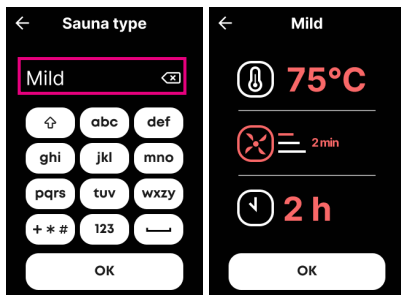 Sauna type
Mild
abc
def
ghi
jkl
mno
pqrs
tuv
wxzy
+ * #
123
OK
Mild
75°C
2 min
2 h
OK